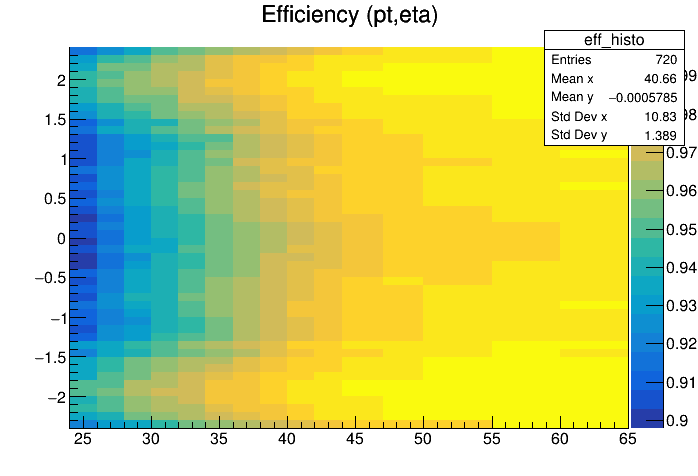 Efficiency (pt,eta)
eff_histo
Entries 720
Mean x 40.66
Mean y −0.0005785
Std Dev x 10.83
Std Dev y 1.389
2
1.5
1
0.5
0
−0.5
−1
−1.5
−2
25 30 35 40 45 50 55 60 65
0.97
0.96
0.95
0.94
0.93
0.92
0.91
0.9